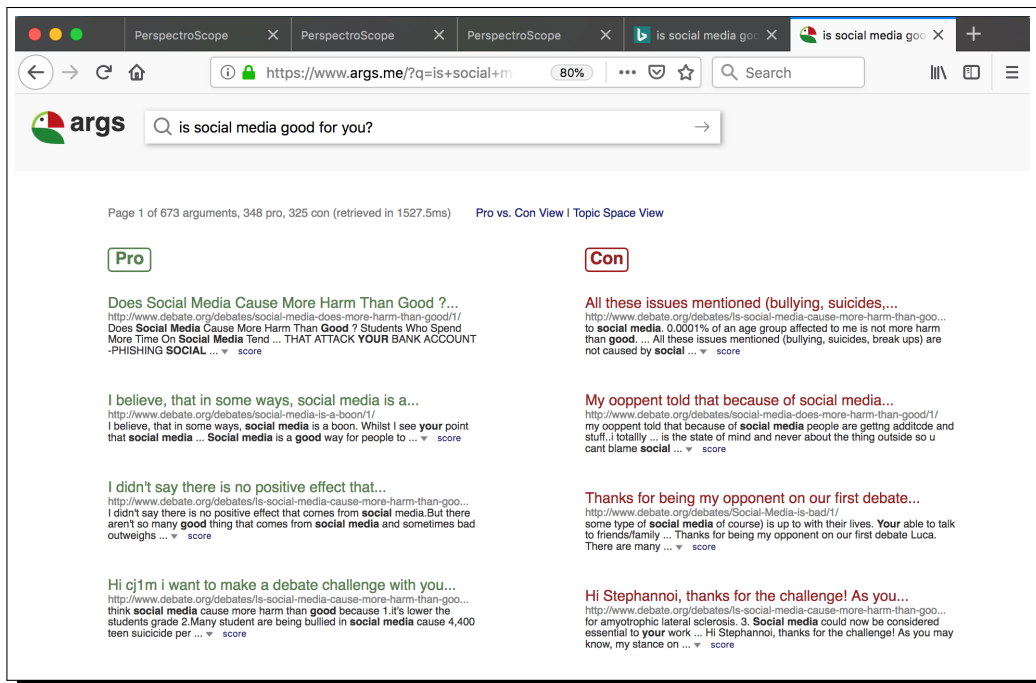 PerspectroScope
PerspectroScope
PerspectroScope
is social media goo
is social media goo
https://www.args.me/?q=is+social+m
80%
Search
args
is social media good for you?
Page 1 of 673 arguments, 348 pro, 325 con (retrieved in 1527.5ms)
Pro vs. Con View | Topic Space View
Pro
Does Social Media Cause More Harm Than Good ?...
http://www.debate.org/debates/social-media-does-more-harm-than-good/1/
Does Social Media Cause More Harm Than Good ? Students Who Spend
More Time On Social Media Tend ... THAT ATTACK YOUR BANK ACCOUNT
-PHISHING SOCIAL ... score
I believe, that in some ways, social media is a...
http://www.debate.org/debates/social-media-is-a-boon/1/
I believe, that in some ways, social media is a boon. Whilst I see your point
that social media ... Social media is a good way for people to ... score
I didn't say there is no positive effect that...
http://www.debate.org/debates/Is-social-media-cause-more-harm-than-goo...
I didn't say there is no positive effect that comes from social media.But there
aren't so many good thing that comes from social media and sometimes bad
outweighs ... score
Hi cj1m i want to make a debate challenge with you...
http://www.debate.org/debates/Is-social-media-cause-more-harm-than-goo...
think social media cause more harm than good because 1.it's lower the
students grade 2.Many student are being bullied in social media cause 4,400
teen suicicide per ... score
Con
All these issues mentioned (bullying, suicides,...
http://www.debate.org/debates/Is-social-media-cause-more-harm-than-goo...
to social media. 0.0001% of an age group affected to me is not more harm
than good. ... All these issues mentioned (bullying, suicides, break ups) are
not caused by social ... score
My ooppent told that because of social media...
http://www.debate.org/debates/social-media-does-more-harm-than-good/1/
my ooppent told that because of social media people are gettng additcde and
stuff..i totallly ... is the state of mind and never about the thing outside so u
cant blame social ... score
Thanks for being my opponent on our first debate...
http://www.debate.org/debates/Social-Media-is-bad/1/
some type of social media of course) is up to with their lives. Your able to talk
to friends/family ... Thanks for being my opponent on our first debate Luca.
There are many ... score
Hi Stephannoi, thanks for the challenge! As you...
http://www.debate.org/debates/Is-social-media-cause-more-harm-than-goo...
for amyotrophic lateral sclerosis. 3. Social media could now be considered
essential to your work ... Hi Stephannoi, thanks for the challenge! As you may
know, my stance on ... score